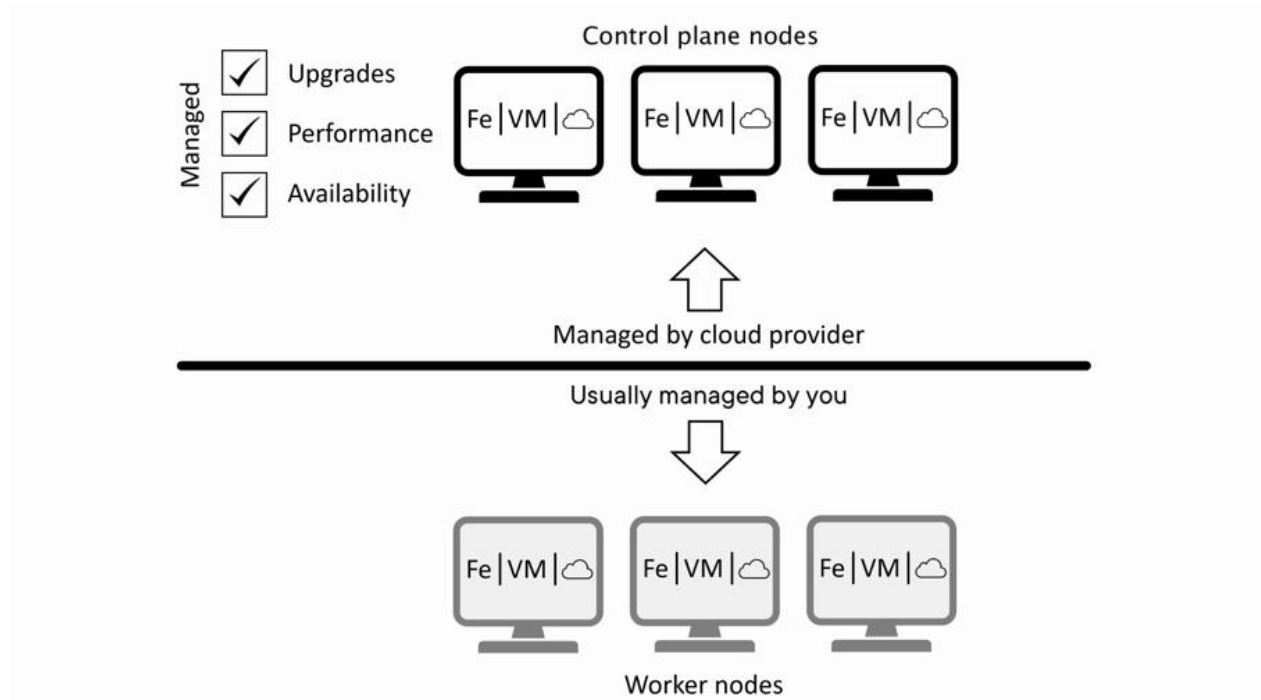 Control plane nodes
Managed
Upgrades
Performance
Availability
Fe|VM|
Fe|VM|
Fe|VM|
Managed by cloud provider
Usually managed by you
Fe|VM|
Fe|VM|
Fe|VM|
Worker nodes